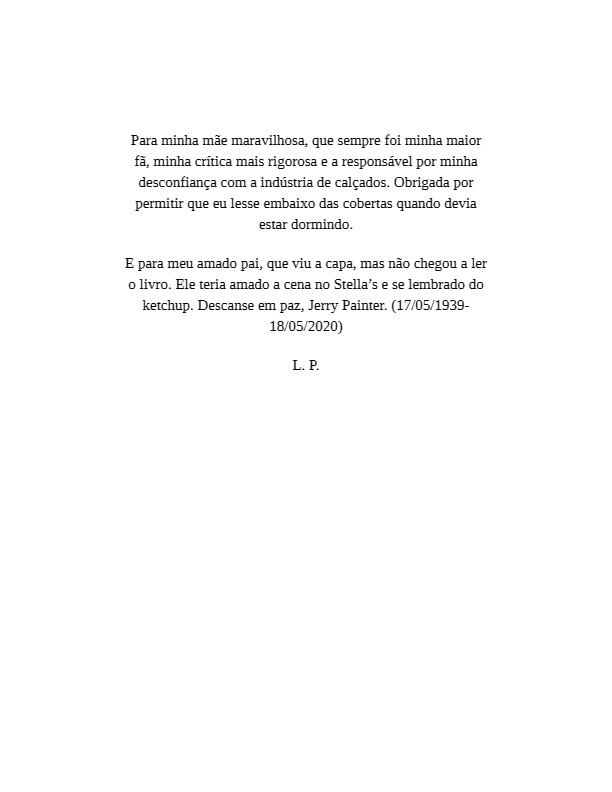 Para minha mãe maravilhosa, que sempre foi minha maior
fã, minha crítica mais rigorosa e a responsável por minha
desconfiança com a indústria de calçados. Obrigada por
permitir que eu lesse embaixo das cobertas quando devia
estar dormindo.
E para meu amado pai, que viu a capa, mas não chegou a ler
o livro. Ele teria amado a cena no Stella’s e se lembrado do
ketchup. Descanse em paz, Jerry Painter. (17/05/1939-
18/05/2020)
L. P.